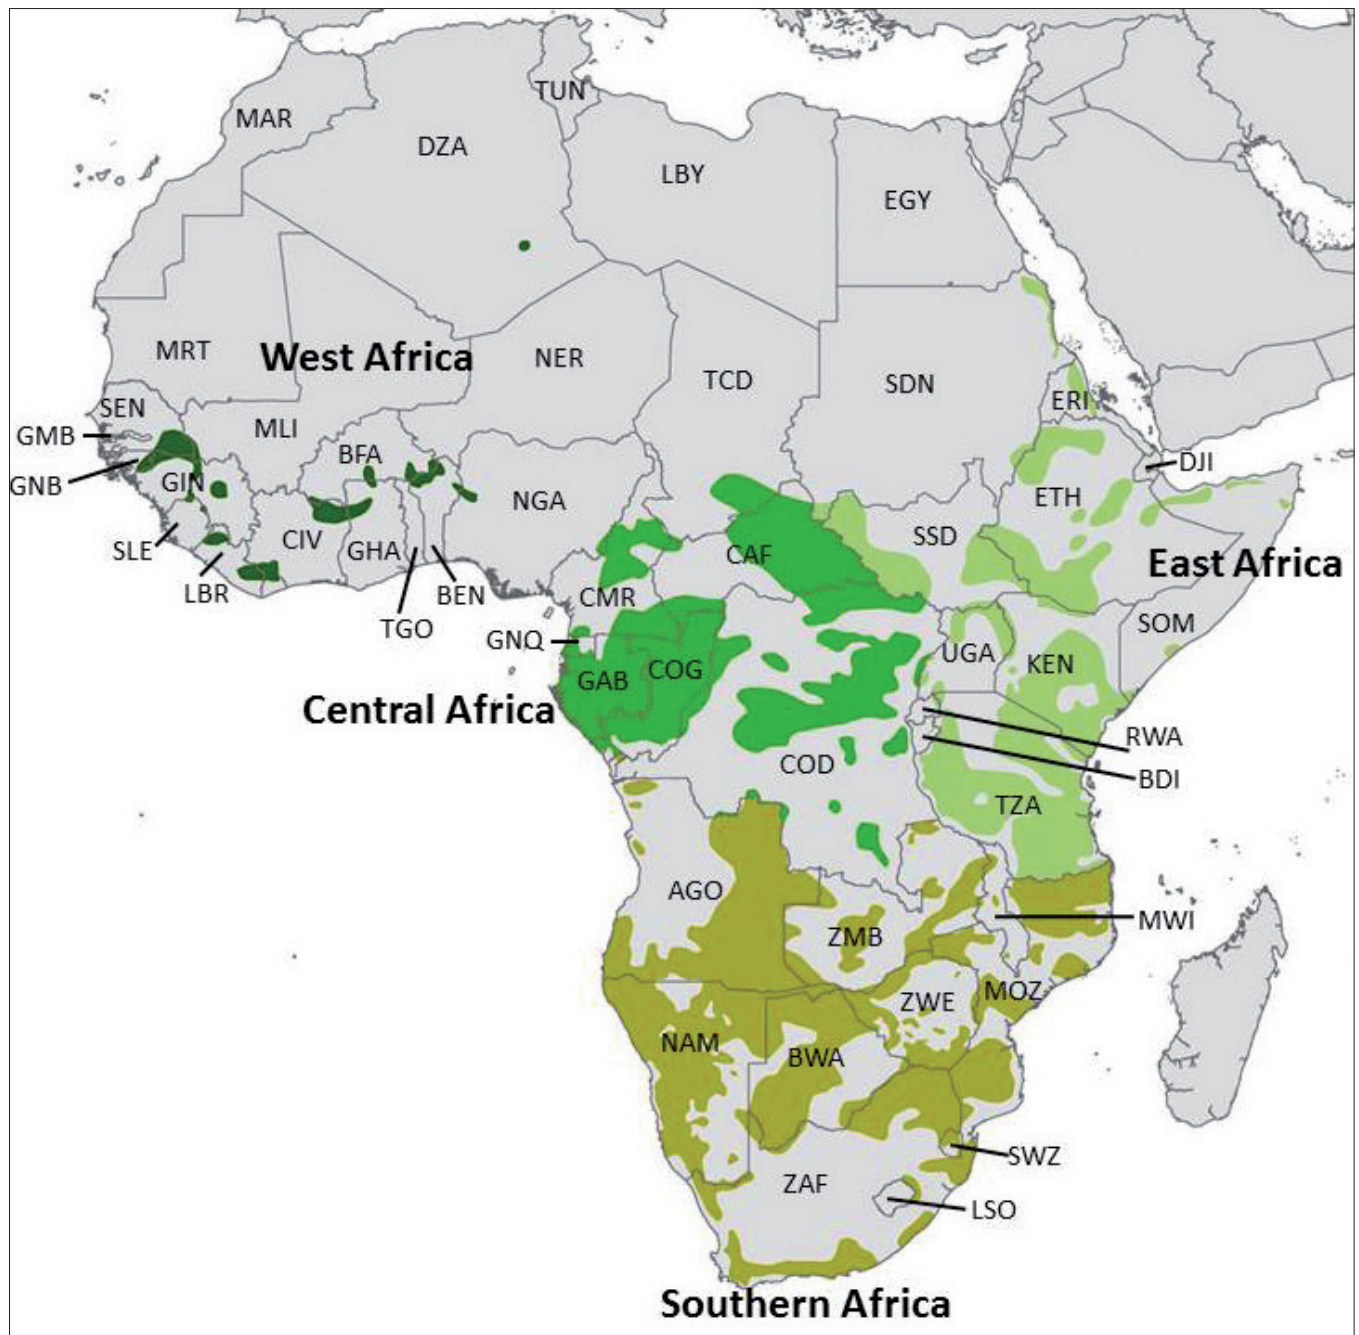 TUN
MAR
DZA
LBY
EGY
MRT
West Africa
NER
TCD
SDN
ERI
SEN
GMB
MLI
BFA
DJI
GNB
GIN
NGA
ETH
SLE
CIV
GHA
CAF
SSD
East Africa
LBR
TGO
BEN
CMR
GNQ
UGA
KEN
SOM
GAB
COG
Central Africa
RWA
COD
BDI
TZA
AGO
ZMB
MWI
ZWE
MOZ
NAM
BWA
SWZ
ZAF
LSO
Southern Africa